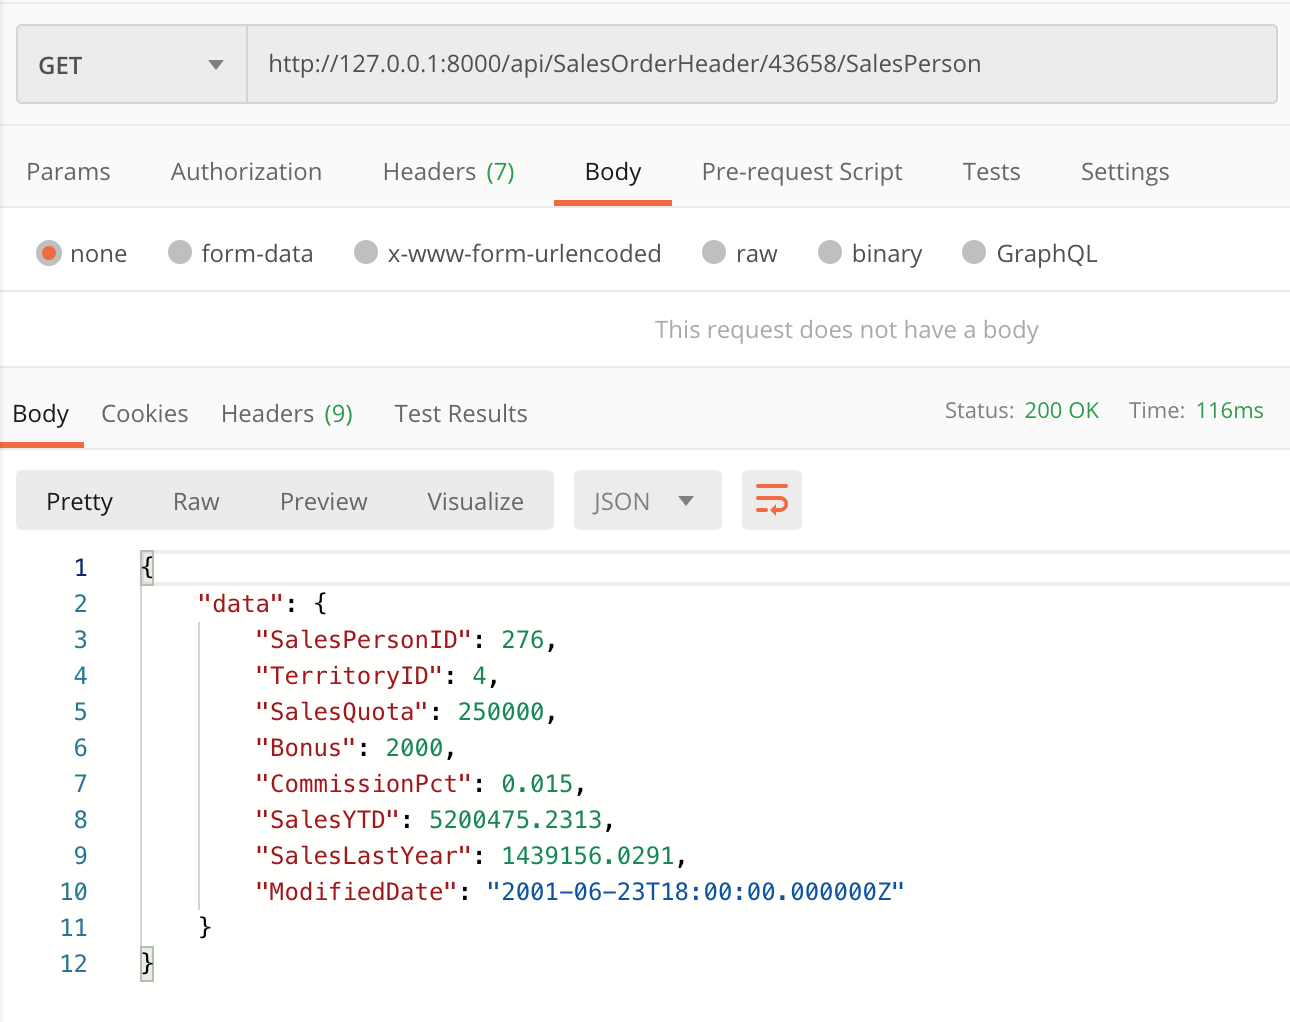 GET http://127.0.0.1:8000/api/SalesOrderHeader/43658/SalesPerson
Params Authorization Headers (7) Body Pre-request Script Tests Settings
none form-data x-www-form-urlencoded raw binary GraphQL
This request does not have a body
Body Cookies Headers (9) Test Results Status: 200 OK Time: 116ms
Pretty Raw Preview Visualize JSON
1 {
2 "data": {
3 "SalesPersonID": 276,
4 "TerritoryID": 4,
5 "SalesQuota": 250000,
6 "Bonus": 2000,
7 "CommissionPct": 0.015,
8 "SalesYTD": 5200475.2313,
9 "SalesLastYear": 1439156.0291,
10 "ModifiedDate": "2001-06-23T18:00:00.000000Z"
11 }
12 }